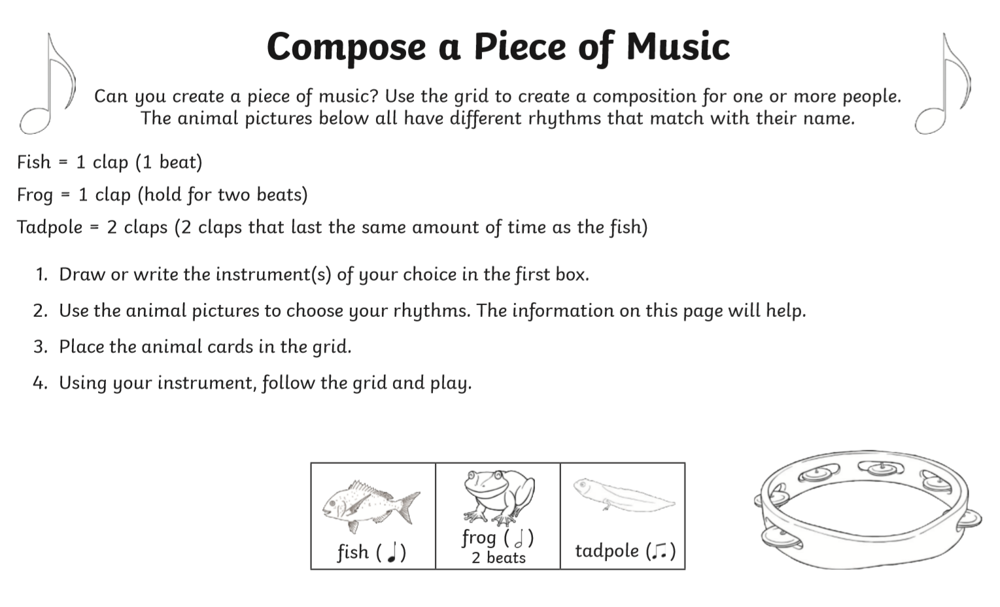 Compose a Piece of Music
Can you create a piece of music? Use the grid to create a composition for one or more people.
The animal pictures below all have different rhythms that match with their name.
Fish = 1 clap (1 beat)
Frog = 1 clap (hold for two beats)
Tadpole = 2 claps (2 claps that last the same amount of time as the fish)
1. Draw or write the instrument(s) of your choice in the first box.
2. Use the animal pictures to choose your rhythms. The information on this page will help.
3. Place the animal cards in the grid.
4. Using your instrument, follow the grid and play.
fish (♩)
frog (𝅗𝅥)
2 beats
tadpole (♫)